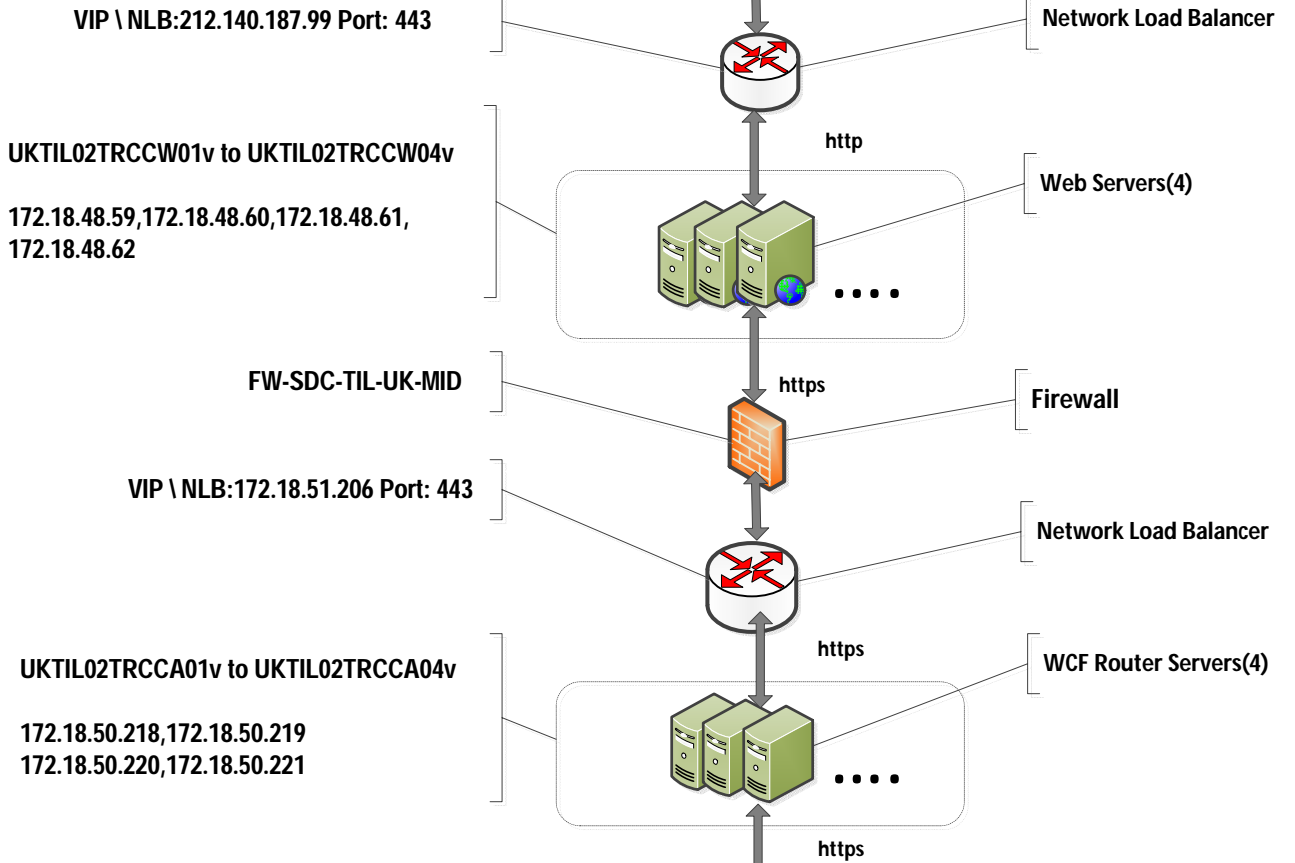 VIP \ NLB:212.140.187.99 Port: 443
Network Load Balancer
http
UKTIL02TRCCW01v to UKTIL02TRCCW04v
172.18.48.59,172.18.48.60,172.18.48.61,
172.18.48.62
Web Servers(4)
FW-SDC-TIL-UK-MID
https
Firewall
VIP \ NLB:172.18.51.206 Port: 443
Network Load Balancer
https
UKTIL02TRCCA01v to UKTIL02TRCCA04v
172.18.50.218,172.18.50.219
172.18.50.220,172.18.50.221
WCF Router Servers(4)
https